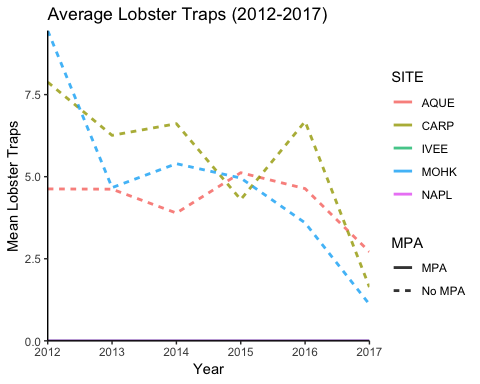 Average Lobster Traps (2012-2017)
Mean Lobster Traps
7.5
5.0
2.5
0.0
2012 2013 2014 2015 2016 2017
Year
SITE
AQUE
CARP
IVEE
MOHK
NAPL
MPA
MPA
No MPA